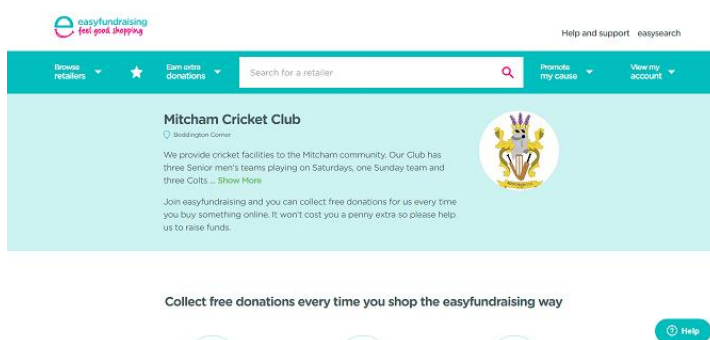 easyfundraising
feel good shopping
Help and support easysearch
Browse
retailers
Earn extra
donations
Search for a retailer
Promote
my cause
View my
account
Mitcham Cricket Club
Beddington Corner
We provide cricket facilities to the Mitcham community. Our Club has
three Senior men's teams playing on Saturdays, one Sunday team and
three Colts ... Show More
Join easyfundraising and you can collect free donations for us every time
you buy something online. It won't cost you a penny extra so please help
us to raise funds.
Collect free donations every time you shop the easyfundraising way
Help